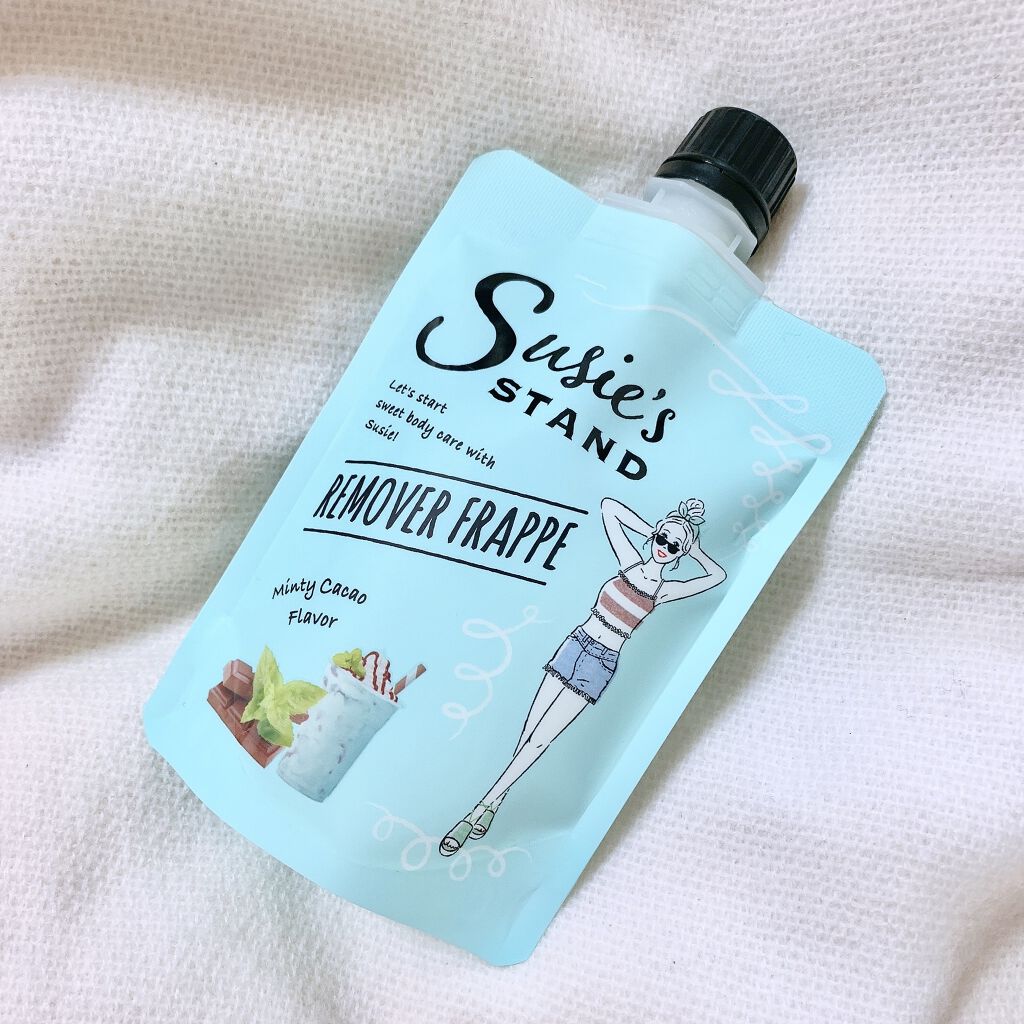 Susie's
STAND
Let's start
sweet body care with
Susie!
REMOVER FRAPPE
Minty Cacao
Flavor